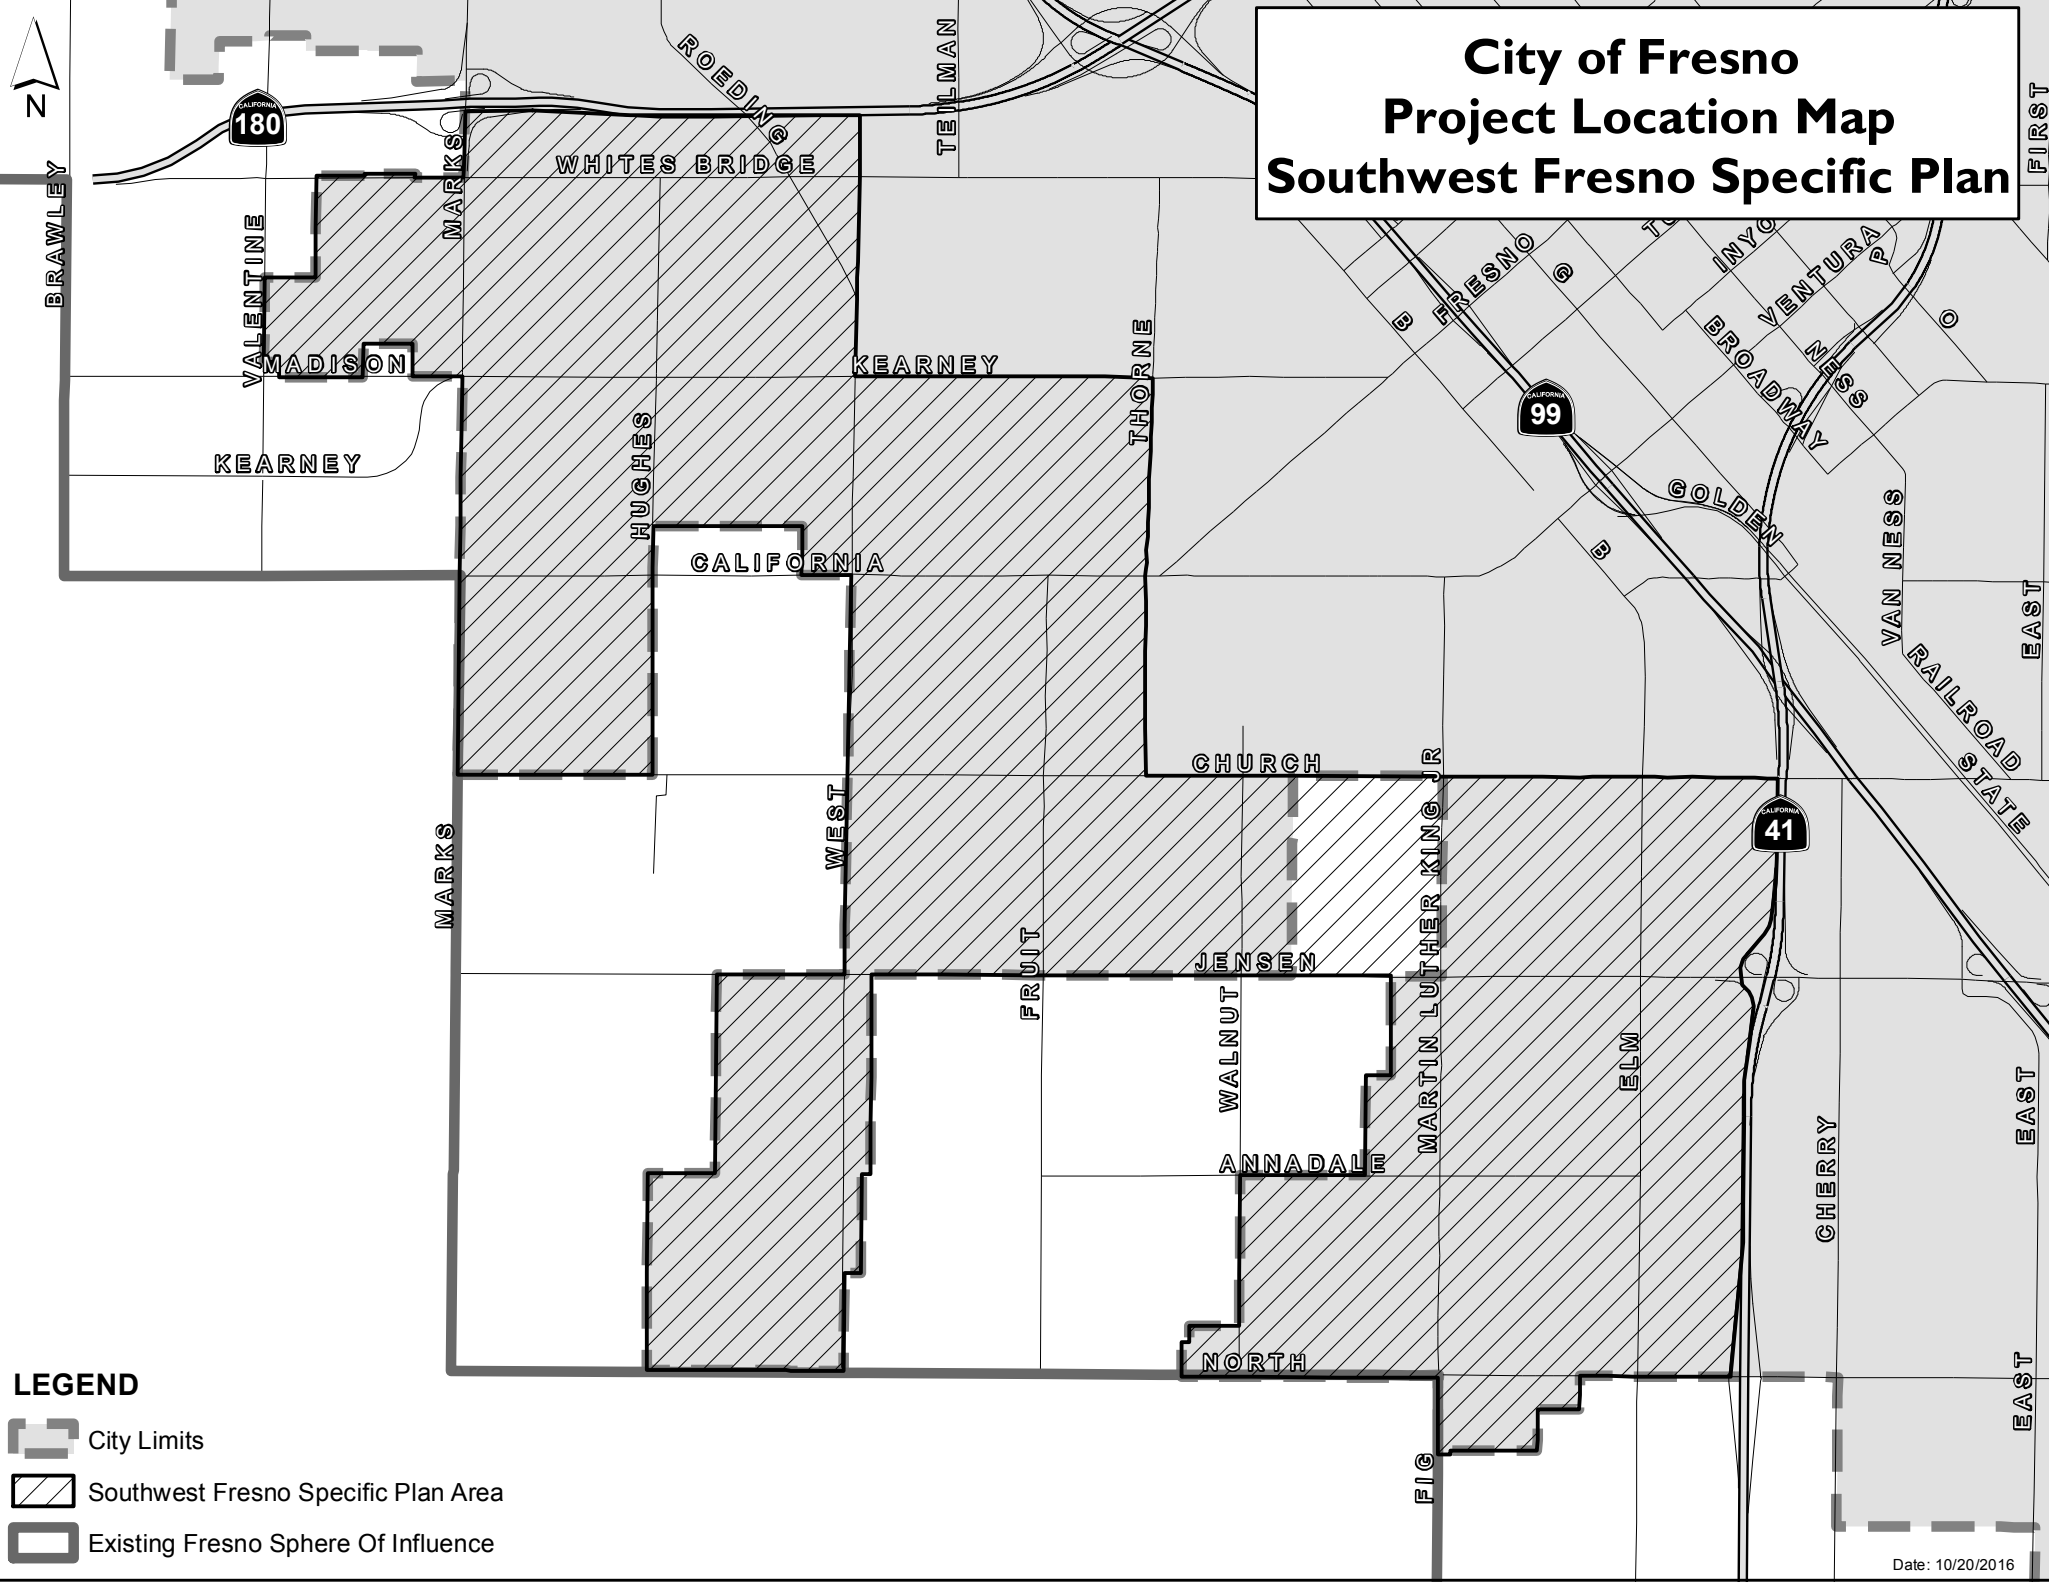 City of Fresno
Project Location Map
Southwest Fresno Specific Plan
N
CALIFORNIA
180
ROEDING
TEILMAN
FIRST
BRAWLEY
MARKS
WHITES BRIDGE
VALENTINE
MADISON
KEARNEY
KEARNEY
THORNE
HUGHES
CALIFORNIA
B
FRESNO
G
INYO
VENTURA
P
O
BROADWAY
NESS
CALIFORNIA
99
GOLDEN
B
VAN NESS
EAST
RAILROAD
STATE
CHURCH
MARTIN LUTHER KING JR
CALIFORNIA
41
MARKS
WEST
FRUIT
JENSEN
WALNUT
ELM
ANNADALE
CHERRY
EAST
NORTH
FIG
EAST
LEGEND
City Limits
Southwest Fresno Specific Plan Area
Existing Fresno Sphere Of Influence
Date: 10/20/2016